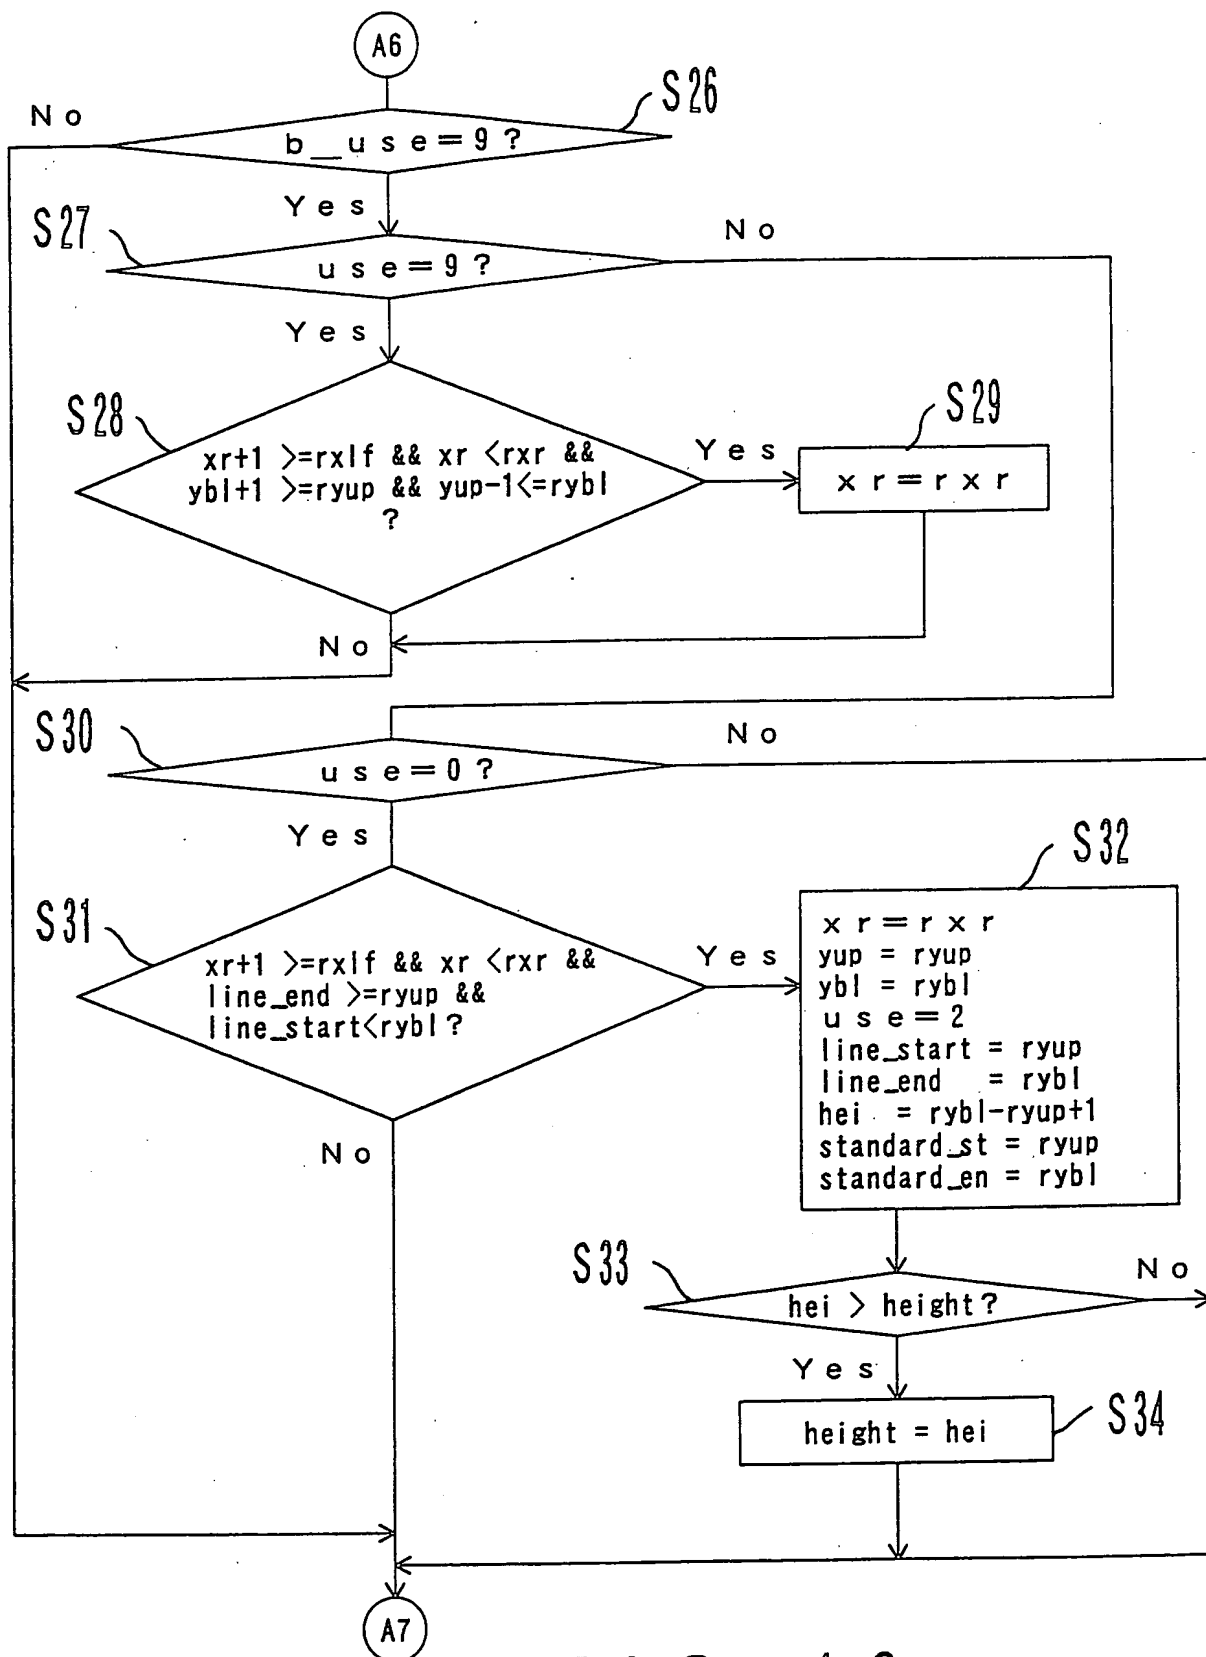 A6
S26
No
b_use=9?
Yes
S27
No
use=9?
Yes
S28
xr+1 >=rxlf && xr <rxr &&
ybl+1 >=ryup && yup-1<=rybl
?
Yes
S29
xr=rxr
No
S30
No
use=0?
Yes
S31
xr+1 >=rxlf && xr <rxr &&
line_end >=ryup &&
line_start<rybl?
Yes
S32
xr=rxr
yup = ryup
ybl = rybl
use=2
line_start = ryup
line_end = rybl
hei = rybl-ryup+1
standard_st = ryup
standard_en = rybl
No
S33
hei > height?
No
Yes
S34
height = hei
A7